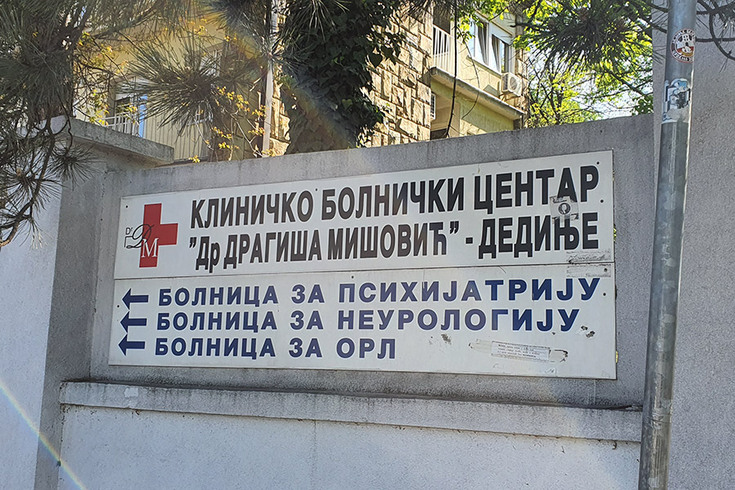 КЛИНИЧКО БОЛНИЧКИ ЦЕНТАР
"Др ДРАГИША МИШОВИЋ" - ДЕДИЊЕ
БОЛНИЦА ЗА ПСИХИЈАТРИЈУ
БОЛНИЦА ЗА НЕУРОЛОГИЈУ
БОЛНИЦА ЗА ОРЛ